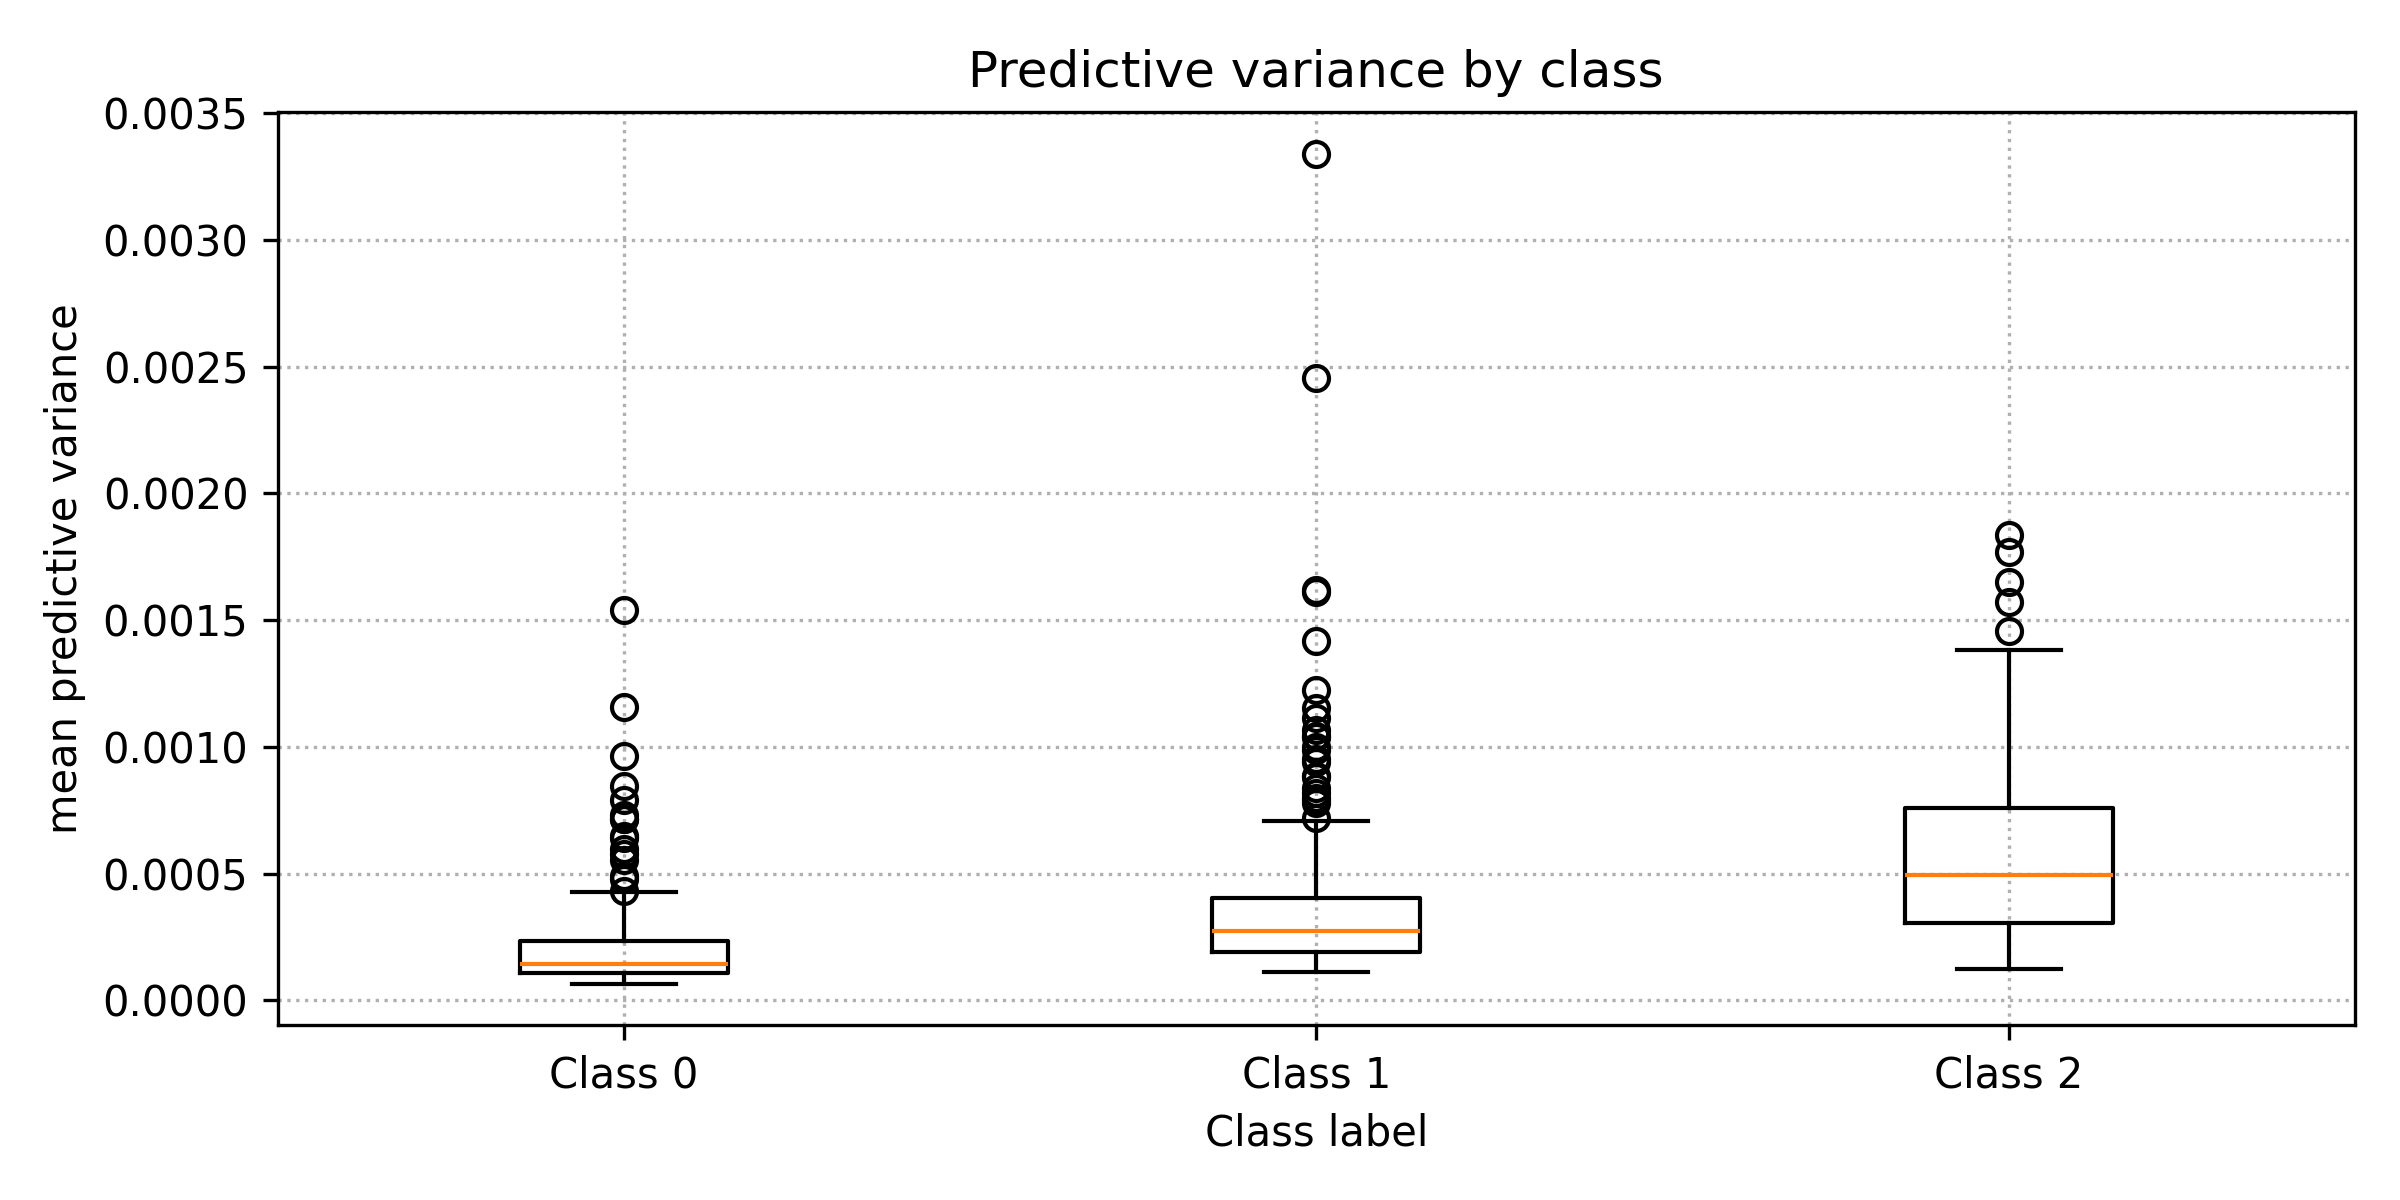 Predictive variance by class
0.0035
0.0030
0.0025
0.0020
0.0015
0.0010
0.0005
0.0000
mean predictive variance
Class 0 Class 1 Class 2
Class label